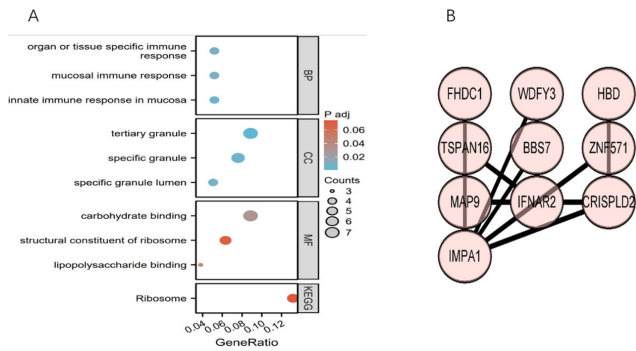 A
organ or tissue specific immune
response
mucosal immune response
innate immune response in mucosa
BP
tertiary granule
specific granule
specific granule lumen
CC
carbohydrate binding
structural constituent of ribosome
lipopolysaccharide binding
MF
Ribosome
KEGG
0.04 0.06 0.08 0.10 0.12
GeneRatio
P adj
0.06
0.04
0.02
Counts
3
4
5
6
7
B
FHDC1 WDFY3 HBD
TSPAN16 BBS7 ZNF571
MAP9 IFNAR2 CRISPLD2
IMPA1